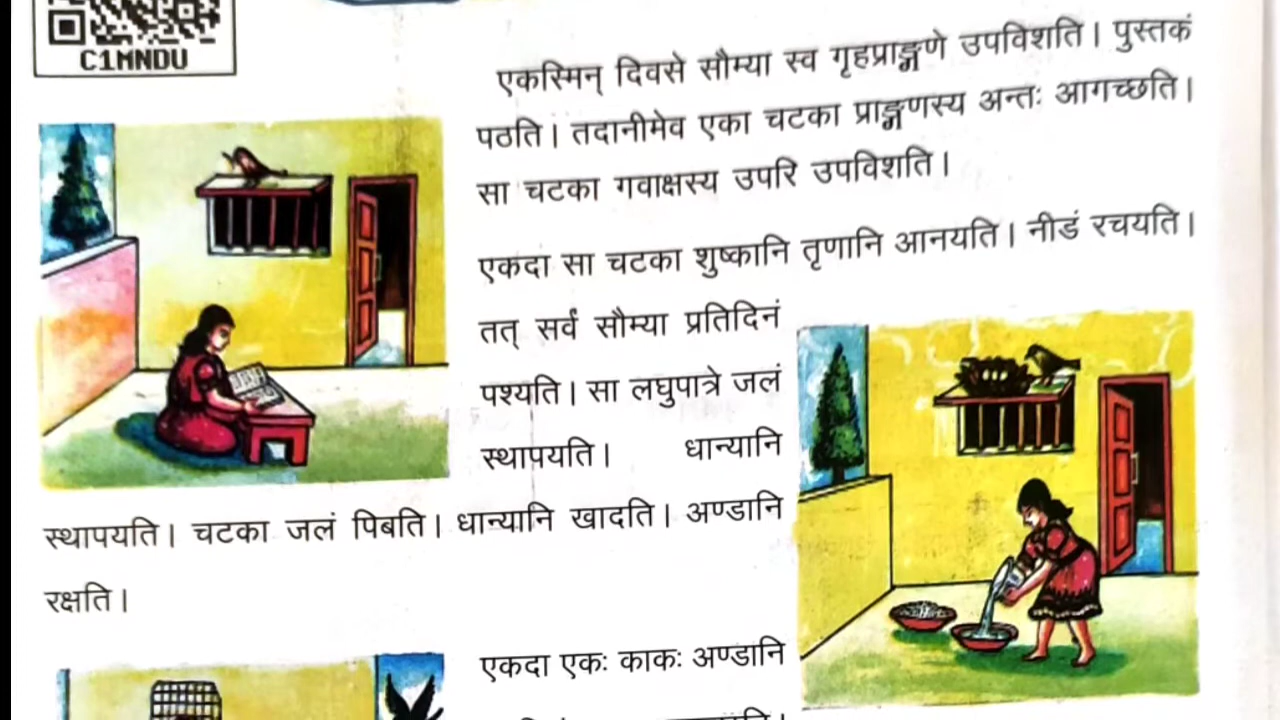 C1MNDU
एकस्मिन् दिवसे सौम्या स्व गृहप्राङ्गणे उपविशति। पुस्तकं
पठति। तदानीमेव एका चटका प्राङ्गणस्य अन्तः आगच्छति।
सा चटका गवाक्षस्य उपरि उपविशति।
एकदा सा चटका शुष्कानि तृणानि आनयति। नीडं रचयति।
तत् सर्वं सौम्या प्रतिदिनं
पश्यति। सा लघुपात्रे जलं
स्थापयति। धान्यानि
स्थापयति। चटका जलं पिबति। धान्यानि खादति। अण्डानि
रक्षति।
एकदा एकः काकः अण्डानि